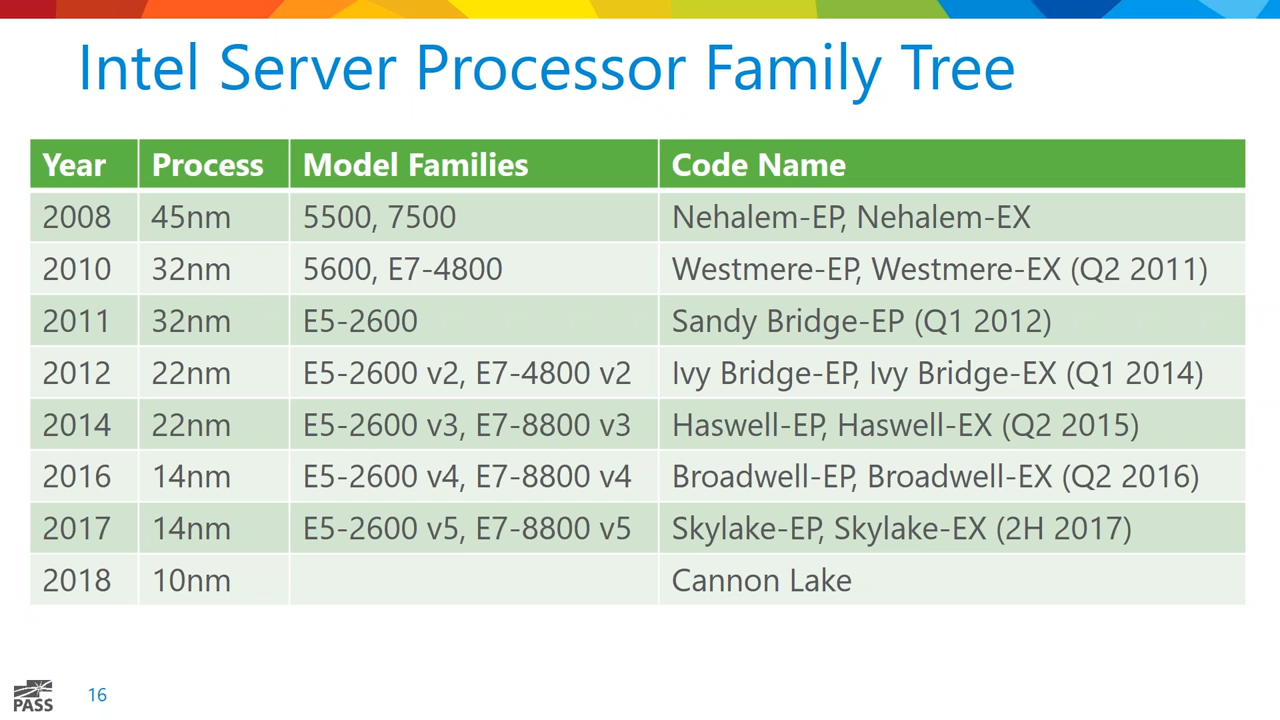 Intel Server Processor Family Tree
Year Process Model Families Code Name
2008 45nm 5500, 7500 Nehalem-EP, Nehalem-EX
2010 32nm 5600, E7-4800 Westmere-EP, Westmere-EX (Q2 2011)
2011 32nm E5-2600 Sandy Bridge-EP (Q1 2012)
2012 22nm E5-2600 v2, E7-4800 v2 Ivy Bridge-EP, Ivy Bridge-EX (Q1 2014)
2014 22nm E5-2600 v3, E7-8800 v3 Haswell-EP, Haswell-EX (Q2 2015)
2016 14nm E5-2600 v4, E7-8800 v4 Broadwell-EP, Broadwell-EX (Q2 2016)
2017 14nm E5-2600 v5, E7-8800 v5 Skylake-EP, Skylake-EX (2H 2017)
2018 10nm Cannon Lake
PASS 16